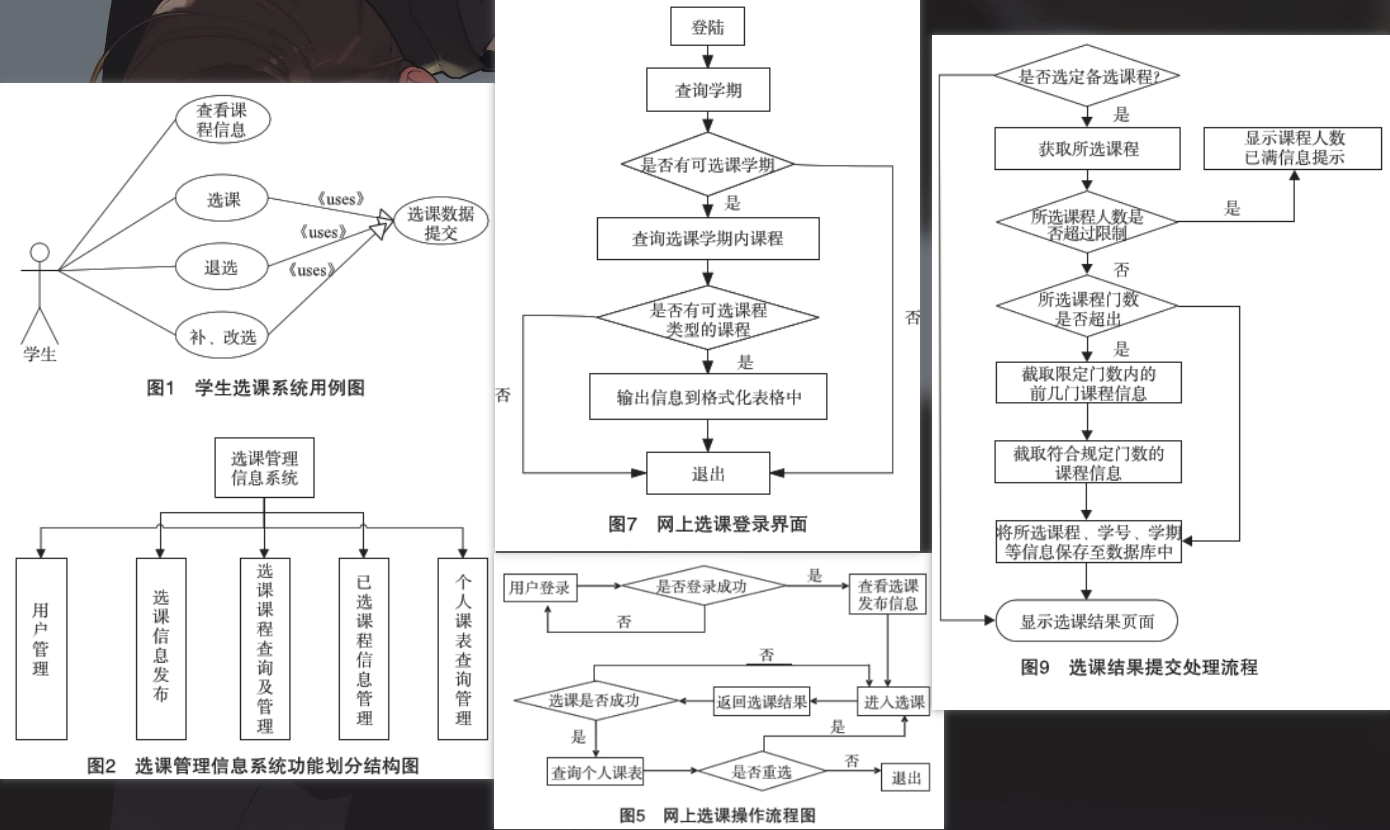 查看课
程信息
选课
《uses》
选课数据
提交
《uses》
退选
《uses》
补、改选
学生
图1 学生选课系统用例图
选课管理
信息系统
用户管理
选课信息发布
选课课程查询及管理
已选课程信息管理
个人课表查询管理
图2 选课管理信息系统功能划分结构图
登陆
查询学期
是否有可选课学期
是
查询选课学期内课程
是否有可选课程
类型的课程
否
是
否
输出信息到格式化表格中
退出
图7 网上选课登录界面
用户登录
是否登录成功
是
查看选课
发布信息
否
否
选课是否成功
返回选课结果
进入选课
是
是
查询个人课表
是否重选
否
退出
图5 网上选课操作流程图
是否选定备选课程?
是
获取所选课程
显示课程人数
已满信息提示
所选课程人数是
否超过限制
是
否
所选课程门数
是否超出
是
截取限定门数内的
前几门课程信息
截取符合规定门数的
课程信息
将所选课程、学号、学期
等信息保存至数据库中
显示选课结果页面
图9 选课结果提交处理流程